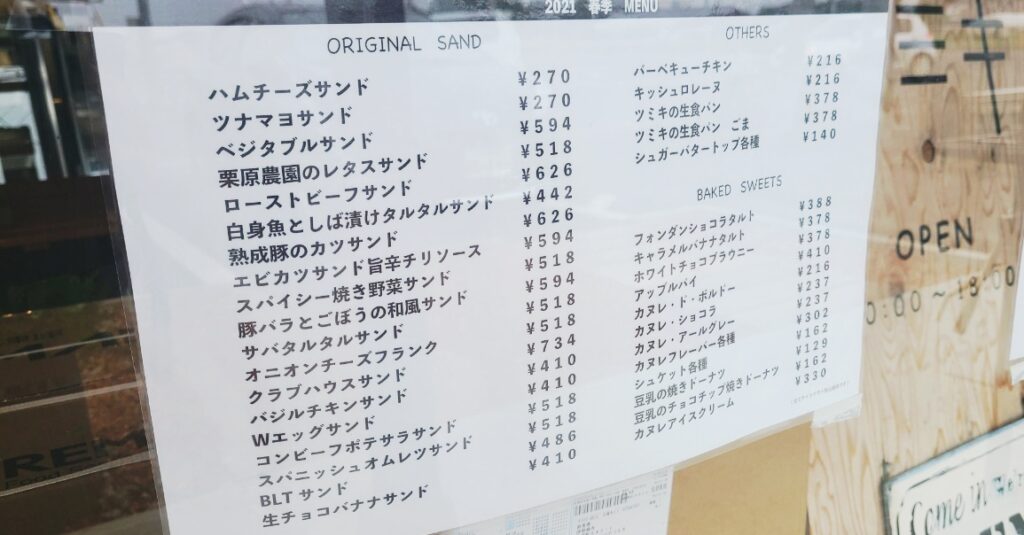 2021 春季 MENU
ORIGINAL SAND
ハムチーズサンド ¥270
ツナマヨサンド ¥270
ベジタブルサンド ¥594
栗原農園のレタスサンド ¥518
ローストビーフサンド ¥626
白身魚としば漬けタルタルサンド ¥442
熟成豚のカツサンド ¥626
エビカツサンド旨辛チリソース ¥594
スパイシー焼き野菜サンド ¥518
豚バラとごぼうの和風サンド ¥594
サバタルタルサンド ¥518
オニオンチーズフランク ¥518
クラブハウスサンド ¥734
バジルチキンサンド ¥410
Wエッグサンド ¥410
コンビーフポテサラサンド ¥518
スパニッシュオムレツサンド ¥518
BLTサンド ¥486
生チョコバナナサンド ¥410
OTHERS
バーベキューチキン ¥216
キッシュロレーヌ ¥216
ツミキの生食パン ¥378
ツミキの生食パン ごま ¥378
シュガーバタートップ各種 ¥140
BAKED SWEETS
フォンダンショコラタルト ¥388
キャラメルバナナタルト ¥378
ホワイトチョコブラウニー ¥378
アップルパイ ¥410
カヌレ・ド・ボルドー ¥216
カヌレ・ショコラ ¥237
カヌレ・アールグレー ¥237
カヌレフレーバー各種 ¥302
シュケット各種 ¥162
豆乳の焼きドーナツ ¥129
豆乳のチョコチップ焼きドーナツ ¥162
カヌレアイスクリーム ¥330
OPEN
0:00～18:00
Come in